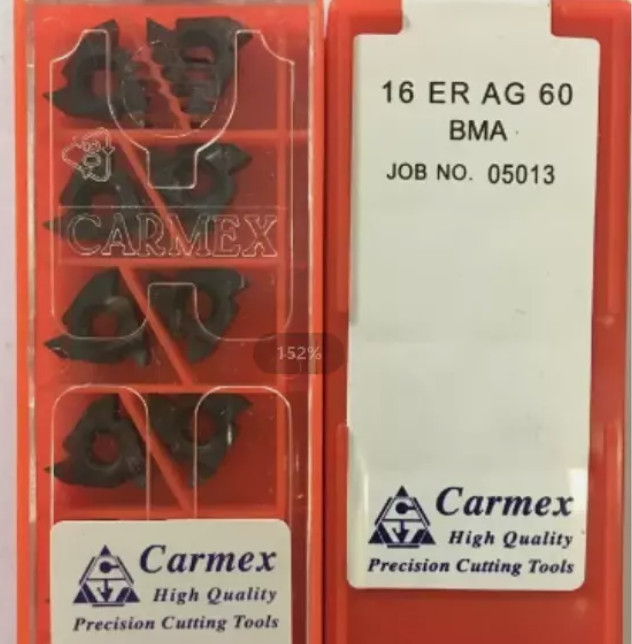 CARMEX
152%
Carmex
High Quality
Precision Cutting Tools
16 ER AG 60
BMA
JOB NO. 05013
Carmex
High Quality
Precision Cutting Tools